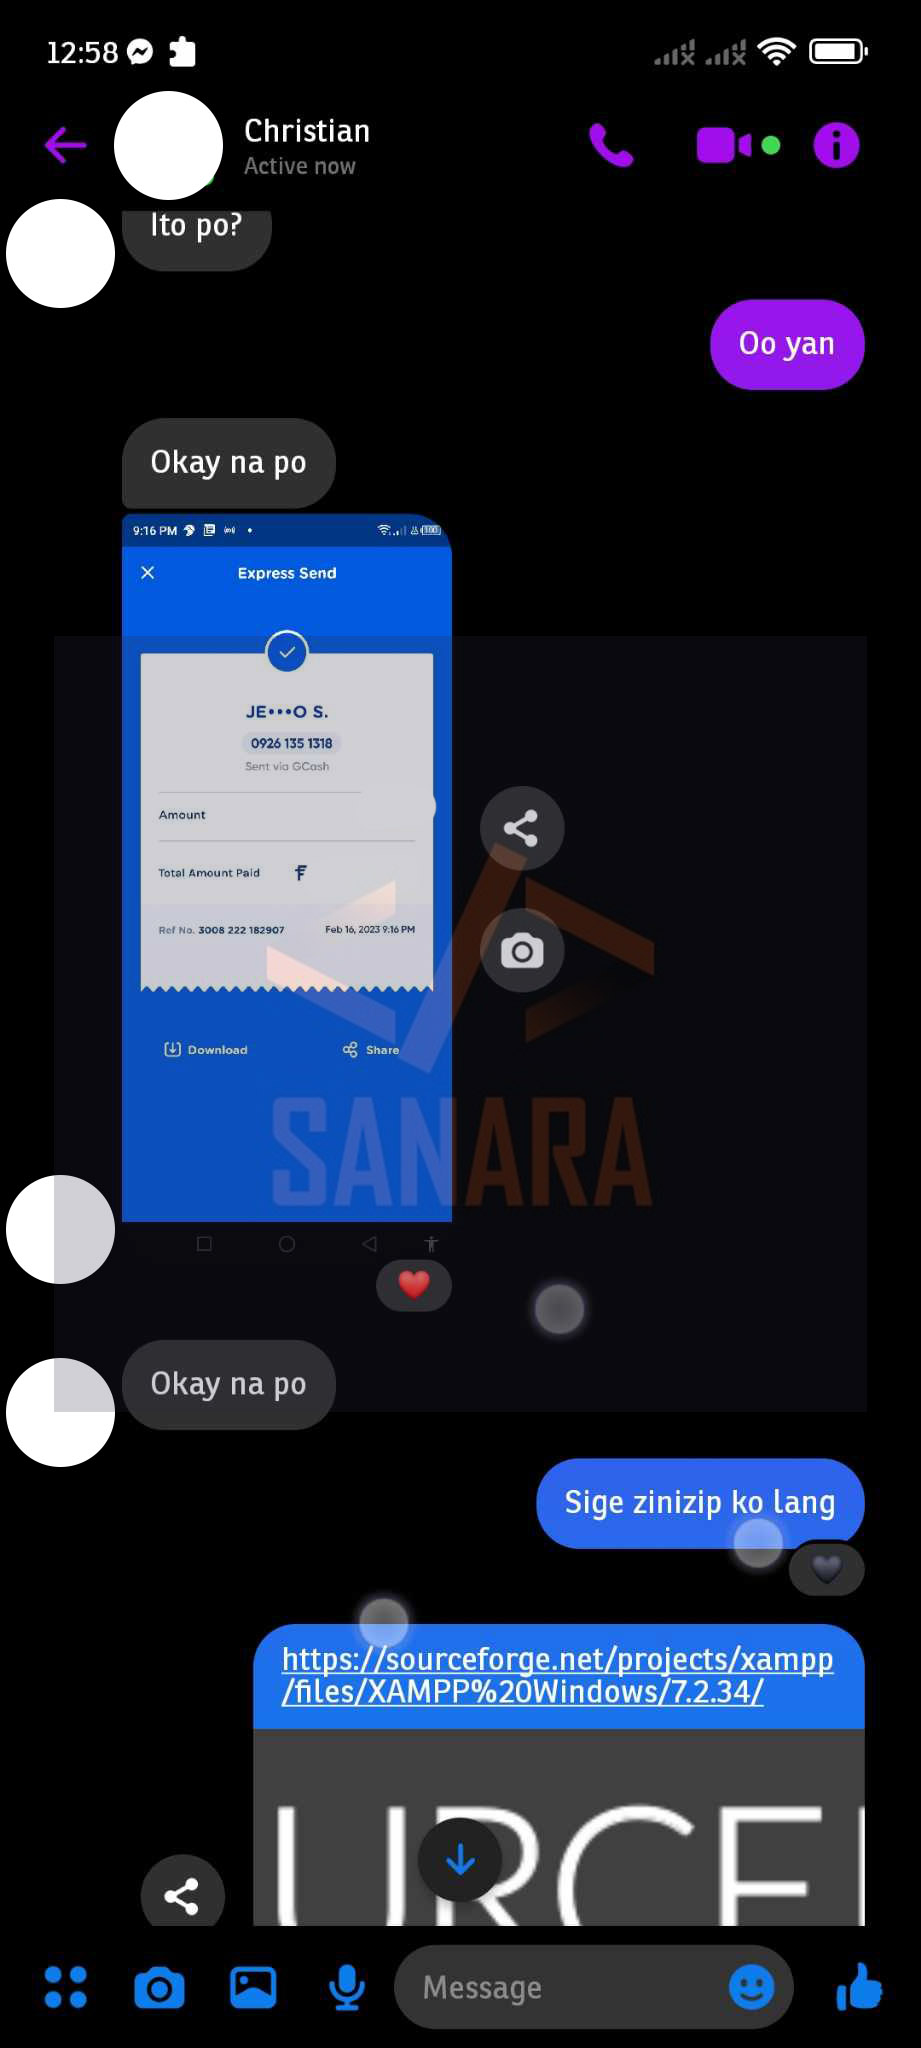 12:58
Christian
Active now
Ito po?
Oo yan
Okay na po
9:16 PM
Express Send
JE•••O S.
0926 135 1318
Sent via GCash
Amount
Total Amount Paid
Ref No. 3008 222 182907 Feb 16, 2023 9:16 PM
Download Share
SANARA
Okay na po
Sige zinizip ko lang
https://sourceforge.net/projects/xampp
/files/XAMPP%20Windows/7.2.34/
URCE
Message